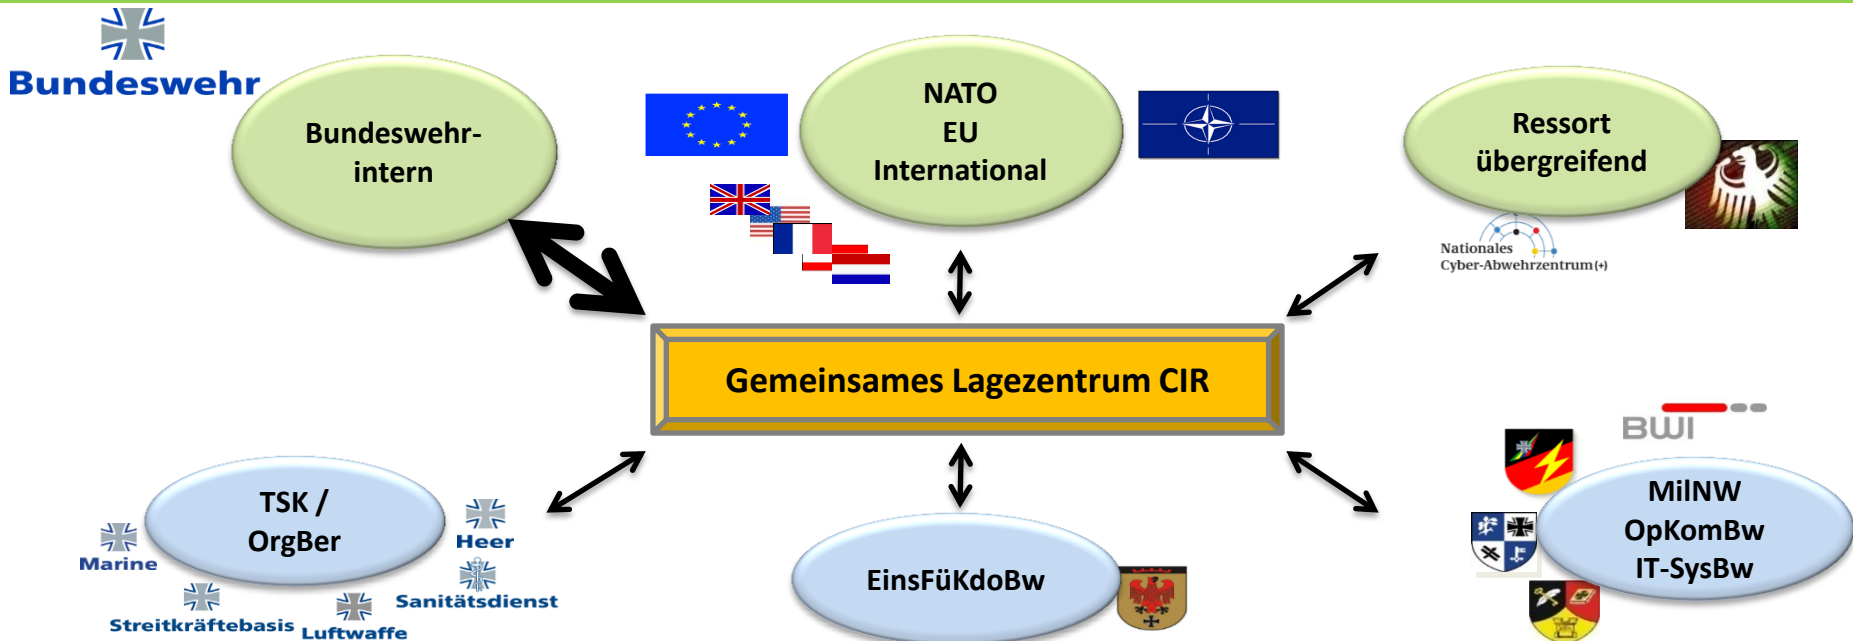 Bundeswehr
Bundeswehr-
intern
NATO
EU
International
Ressort
übergreifend
Nationales
Cyber-Abwehrzentrum(+)
Gemeinsames Lagezentrum CIR
TSK /
OrgBer
Marine
Heer
Sanitätsdienst
Streitkräftebasis
Luftwaffe
EinsFüKdoBw
BWI
MilNW
OpKomBw
IT-SysBw